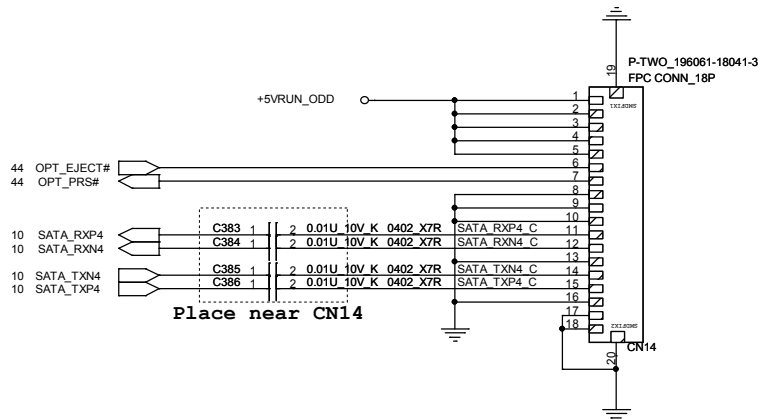 19
P-TWO_196061-18041-3
FPC CONN_18P
SMDFIX1
+5VRUN_ODD
1
2
3
4
5
44 OPT_EJECT# 6
44 OPT_PRS# 7
8
9
10
10 SATA_RXP4 C383 1 2 0.01U_10V_K 0402_X7R SATA_RXP4_C 11
10 SATA_RXN4 C384 1 2 0.01U_10V_K 0402_X7R SATA_RXN4_C 12
13
10 SATA_TXN4 C385 1 2 0.01U_10V_K 0402_X7R SATA_TXN4_C 14
10 SATA_TXP4 C386 1 2 0.01U_10V_K 0402_X7R SATA_TXP4_C 15
16
Place near CN14
17
18
SMDFIX2
CN14
20